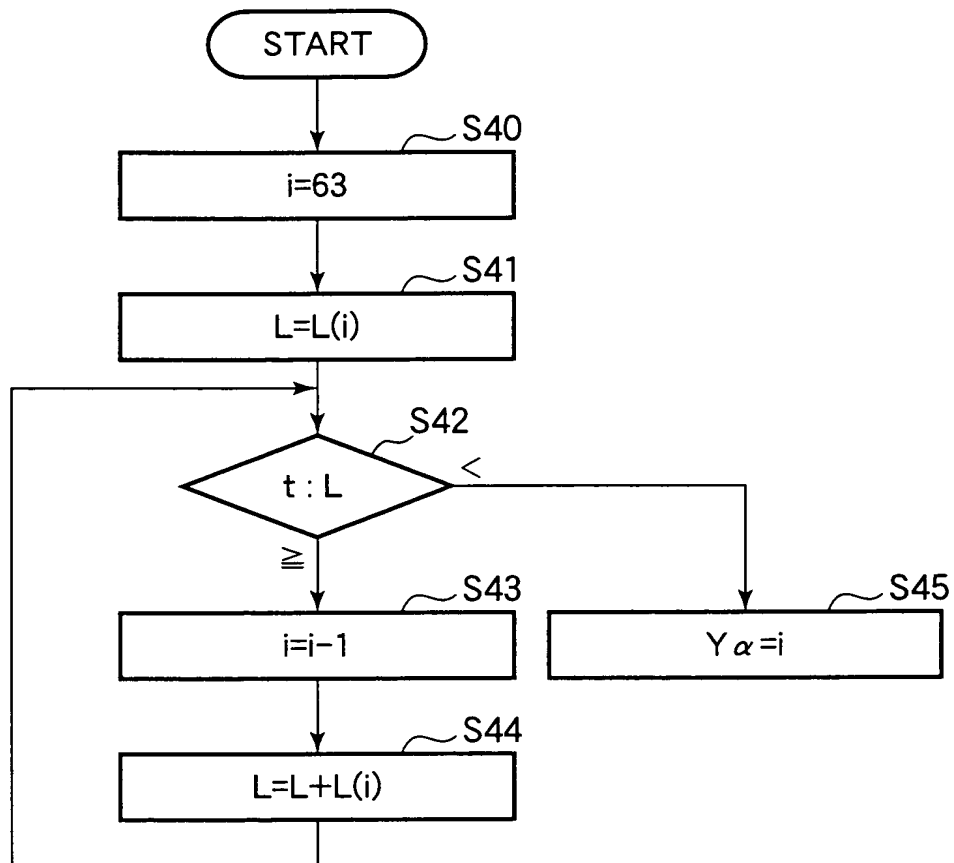 START
S40
i=63
S41
L=L(i)
S42
t : L
<
≧
S43
i=i-1
S45
Yα=i
S44
L=L+L(i)